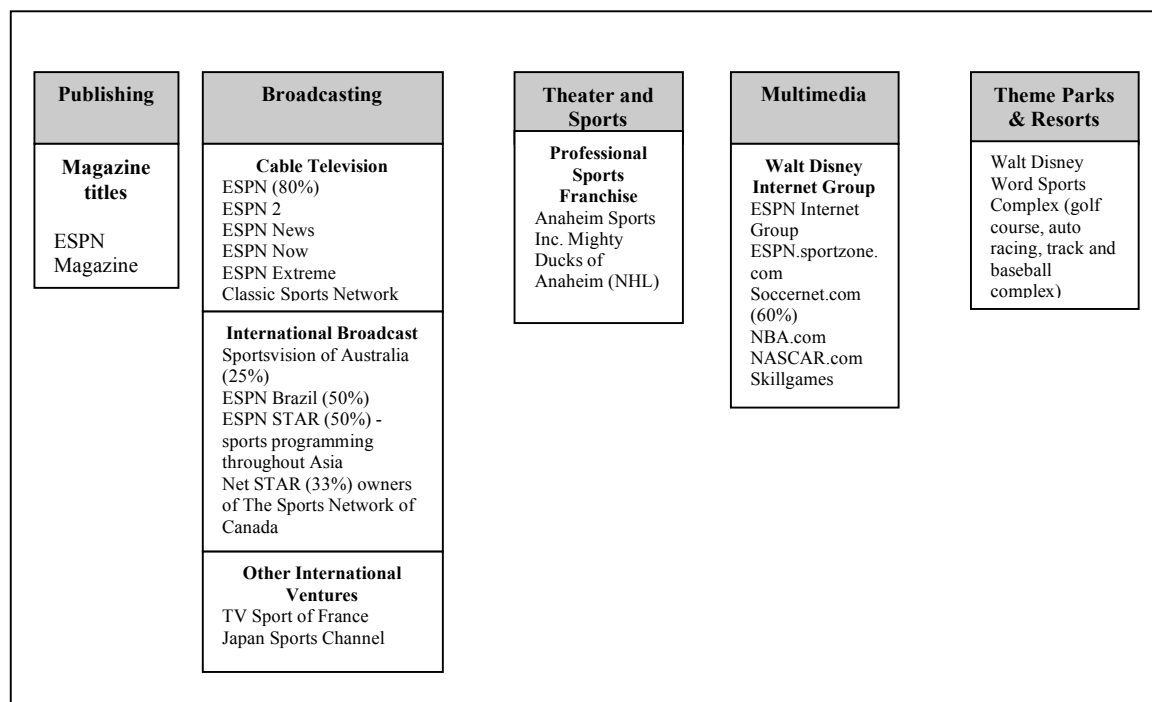 Publishing
Magazine
titles
ESPN
Magazine
Broadcasting
Cable Television
ESPN (80%)
ESPN 2
ESPN News
ESPN Now
ESPN Extreme
Classic Sports Network
International Broadcast
Sportsvision of Australia
(25%)
ESPN Brazil (50%)
ESPN STAR (50%) -
sports programming
throughout Asia
Net STAR (33%) owners
of The Sports Network of
Canada
Other International
Ventures
TV Sport of France
Japan Sports Channel
Theater and
Sports
Professional
Sports
Franchise
Anaheim Sports
Inc. Mighty
Ducks of
Anaheim (NHL)
Multimedia
Walt Disney
Internet Group
ESPN Internet
Group
ESPN.sportzone.
com
Soccernet.com
(60%)
NBA.com
NASCAR.com
Skillgames
Theme Parks
& Resorts
Walt Disney
Word Sports
Complex (golf
course, auto
racing, track and
baseball
complex)